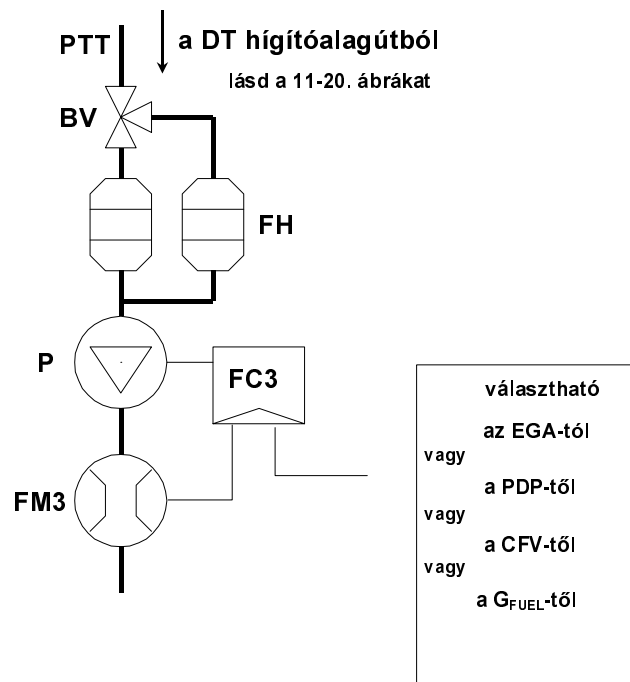 PTT
a DT hígítóalagútból
lásd a 11-20. ábrákat
BV
FH
P
FC3
FM3
választható
az EGA-tól
vagy
a PDP-től
vagy
a CFV-től
vagy
a GFUEL-től